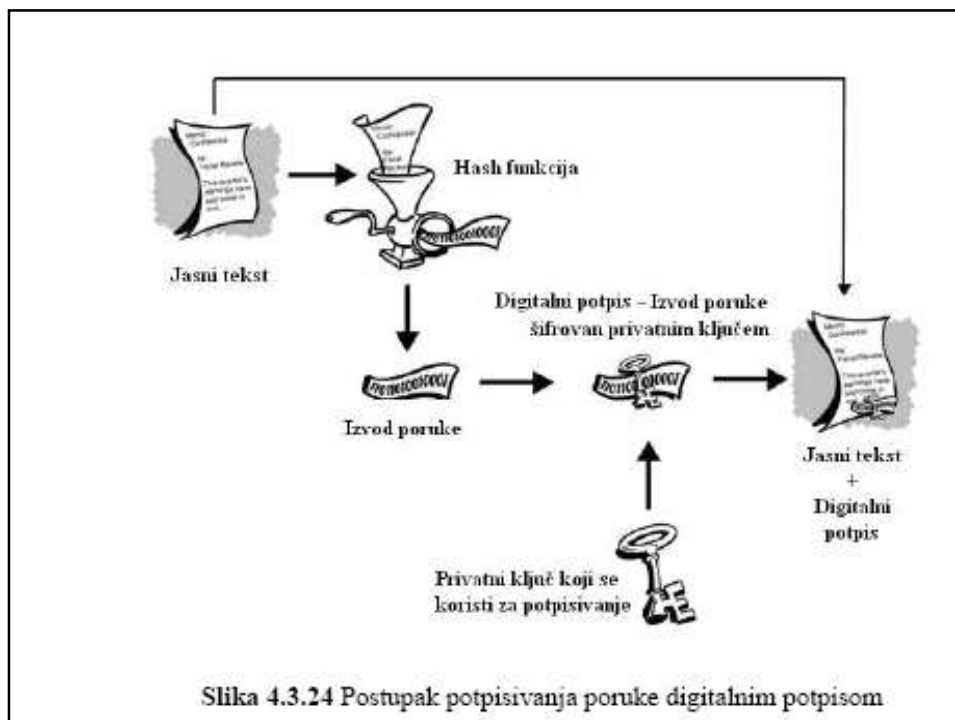 Hash funkcija
Jasni tekst
Digitalni potpis – Izvod poruke
šifrovan privatnim ključem
Izvod poruke
Jasni tekst
+
Digitalni
potpis
Privatni ključ koji se
koristi za potpisivanje
Slika 4.3.24 Postupak potpisivanja poruke digitalnim potpisom